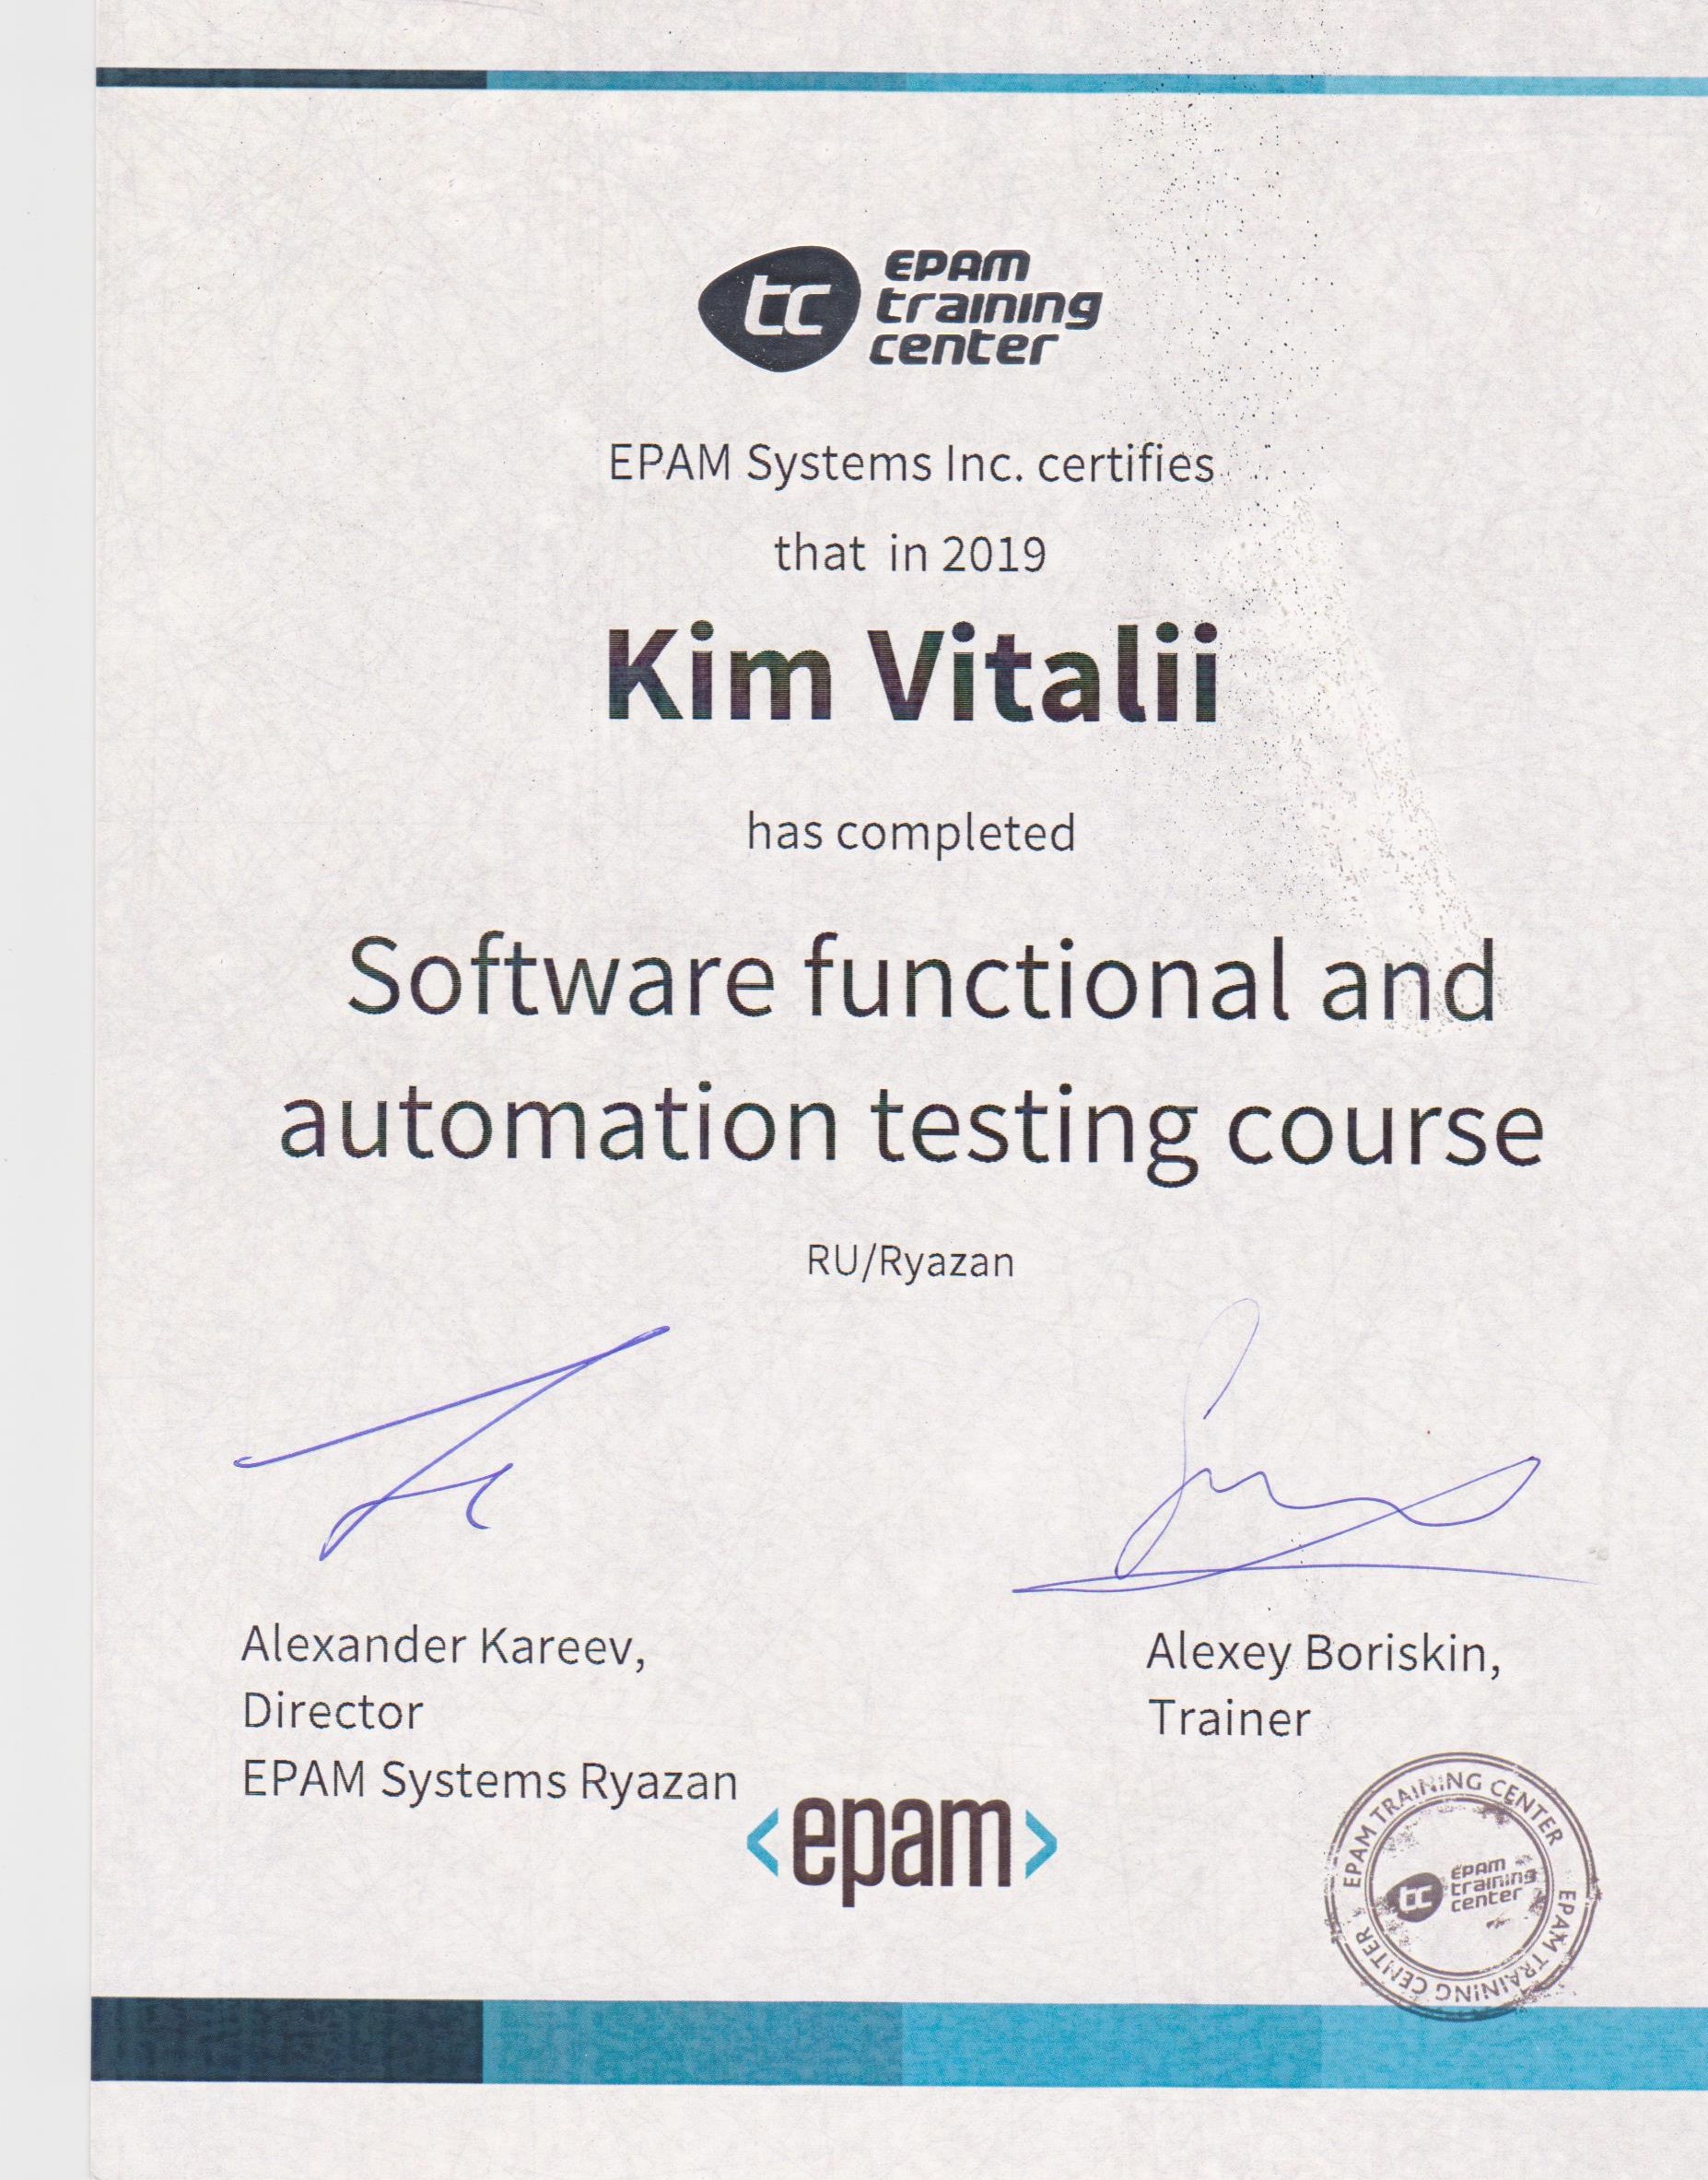 tc EPAM
training
center
EPAM Systems Inc. certifies
that in 2019
Kim Vitalii
has completed
Software functional and
automation testing course
RU/Ryazan
Alexander Kareev,
Director
EPAM Systems Ryazan
Alexey Boriskin,
Trainer
<epam>
EPAM TRAINING CENTER
EPAM TRAINING CENTER
tc EPAM
training
center